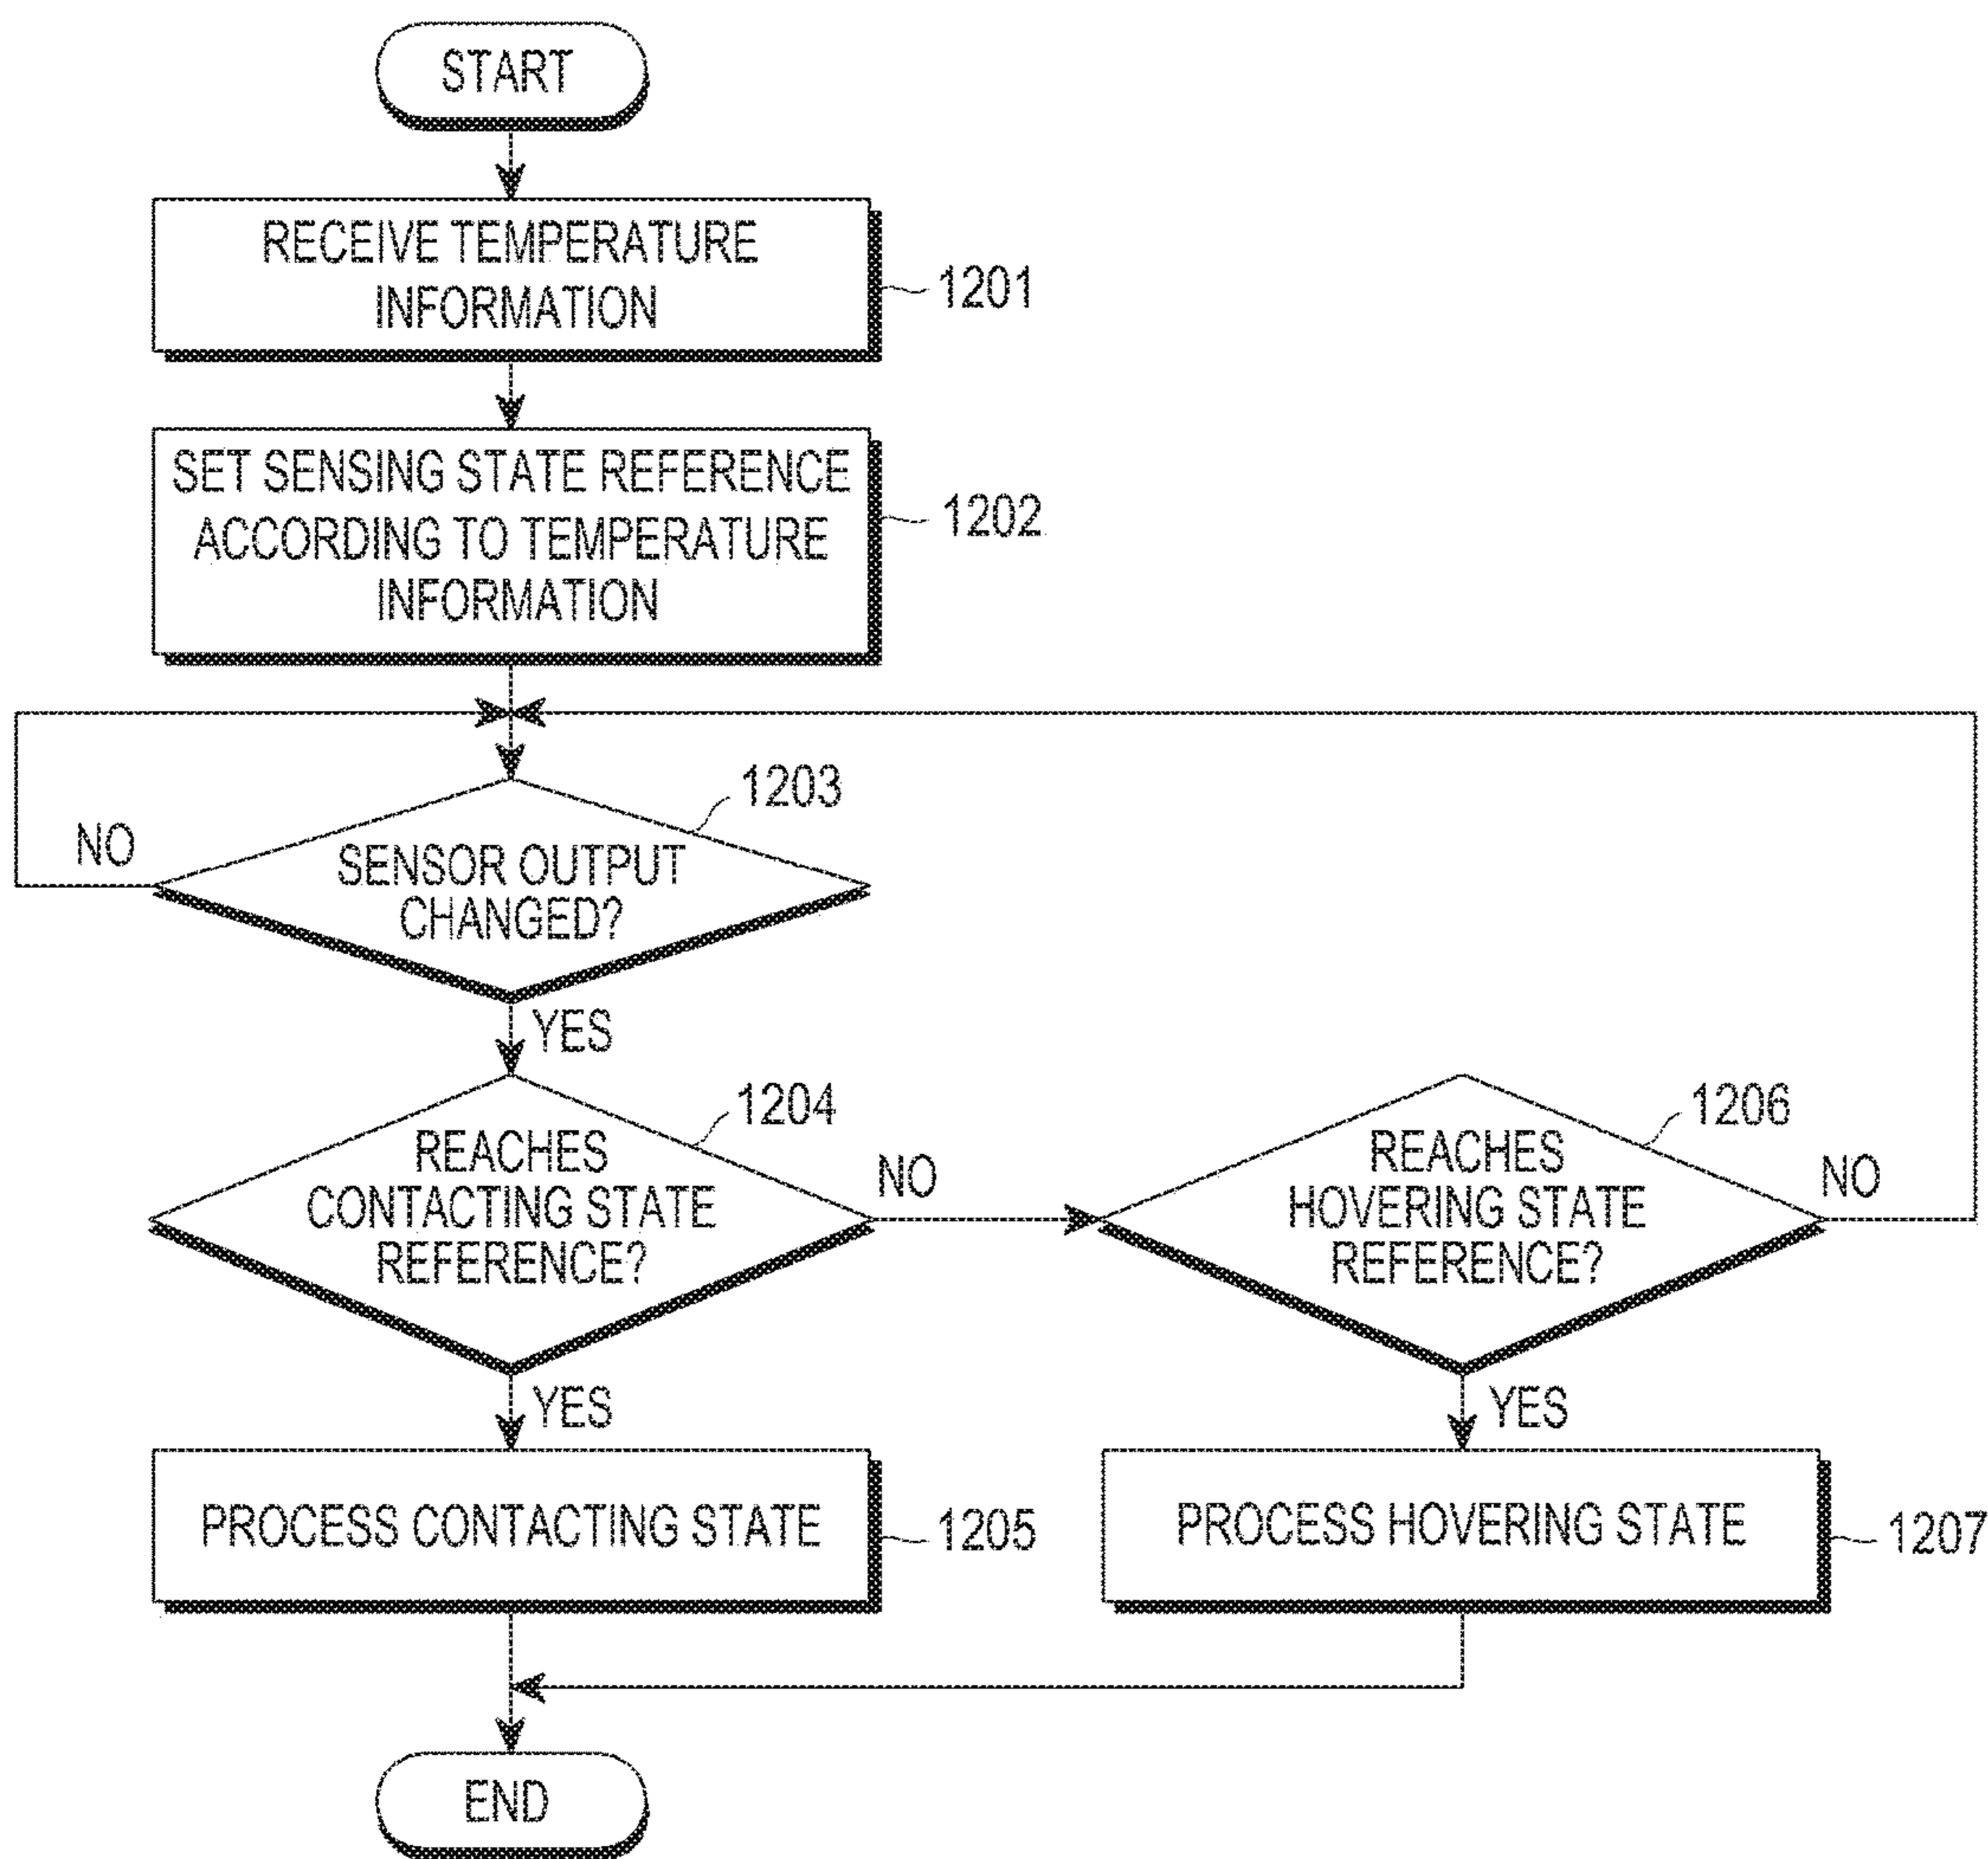 START
RECEIVE TEMPERATURE
INFORMATION
1201
SET SENSING STATE REFERENCE
ACCORDING TO TEMPERATURE
INFORMATION
1202
1203
NO
SENSOR OUTPUT
CHANGED?
YES
1204
REACHES
CONTACTING STATE
REFERENCE?
NO
1206
REACHES
HOVERING STATE
REFERENCE?
NO
YES
YES
PROCESS CONTACTING STATE
1205
PROCESS HOVERING STATE
1207
END